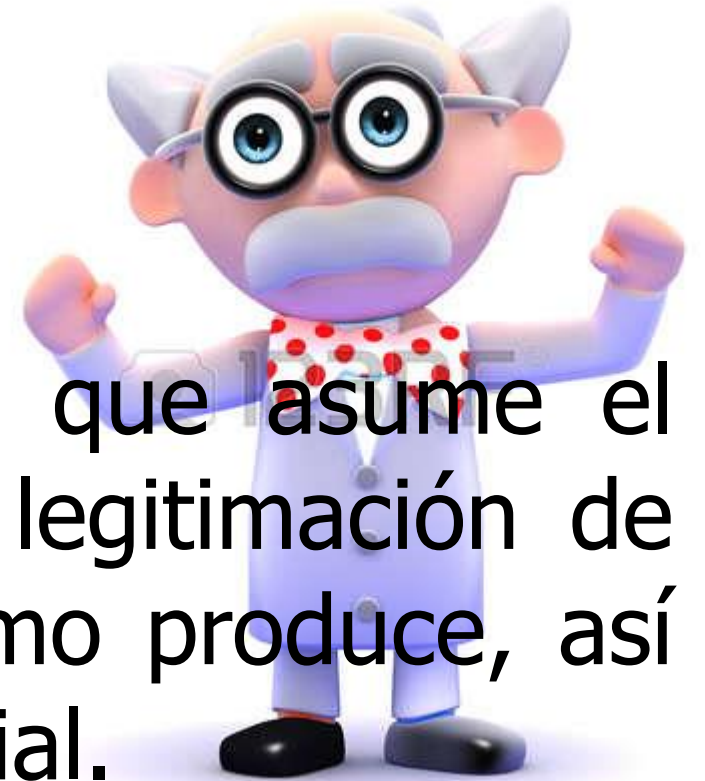 que asume el
legitimación de
mo produce, así
ial.